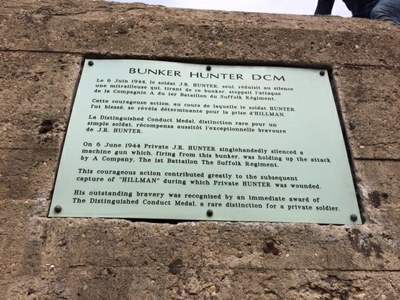 BUNKER HUNTER DCM
Le 6 Juin 1944, le soldat J.R. HUNTER, seul, réduisit au silence
une mitrailleuse qui, tirant de ce bunker, stoppait l'attaque
de la Compagnie A du 1er Bataillon du Suffolk Regiment.
Cette courageuse action, au cours de laquelle le soldat HUNTER
fut blessé, se révéla déterminante pour la prise d'HILLMAN.
La Distinguished Conduct Medal, distinction rare pour un
simple soldat, récompensa aussitôt l'exceptionnelle bravoure
de J.R. HUNTER.
On 6 June 1944 Private J.R. HUNTER singlehandedly silenced a
machine gun which, firing from this bunker, was holding up the attack
by A Company, The 1st Battalion The Suffolk Regiment.
This courageous action contributed greatly to the subsequent
capture of "HILLMAN" during which Private HUNTER was wounded.
His outstanding bravery was recognised by an immediate award of
The Distinguished Conduct Medal, a rare distinction for a private soldier.